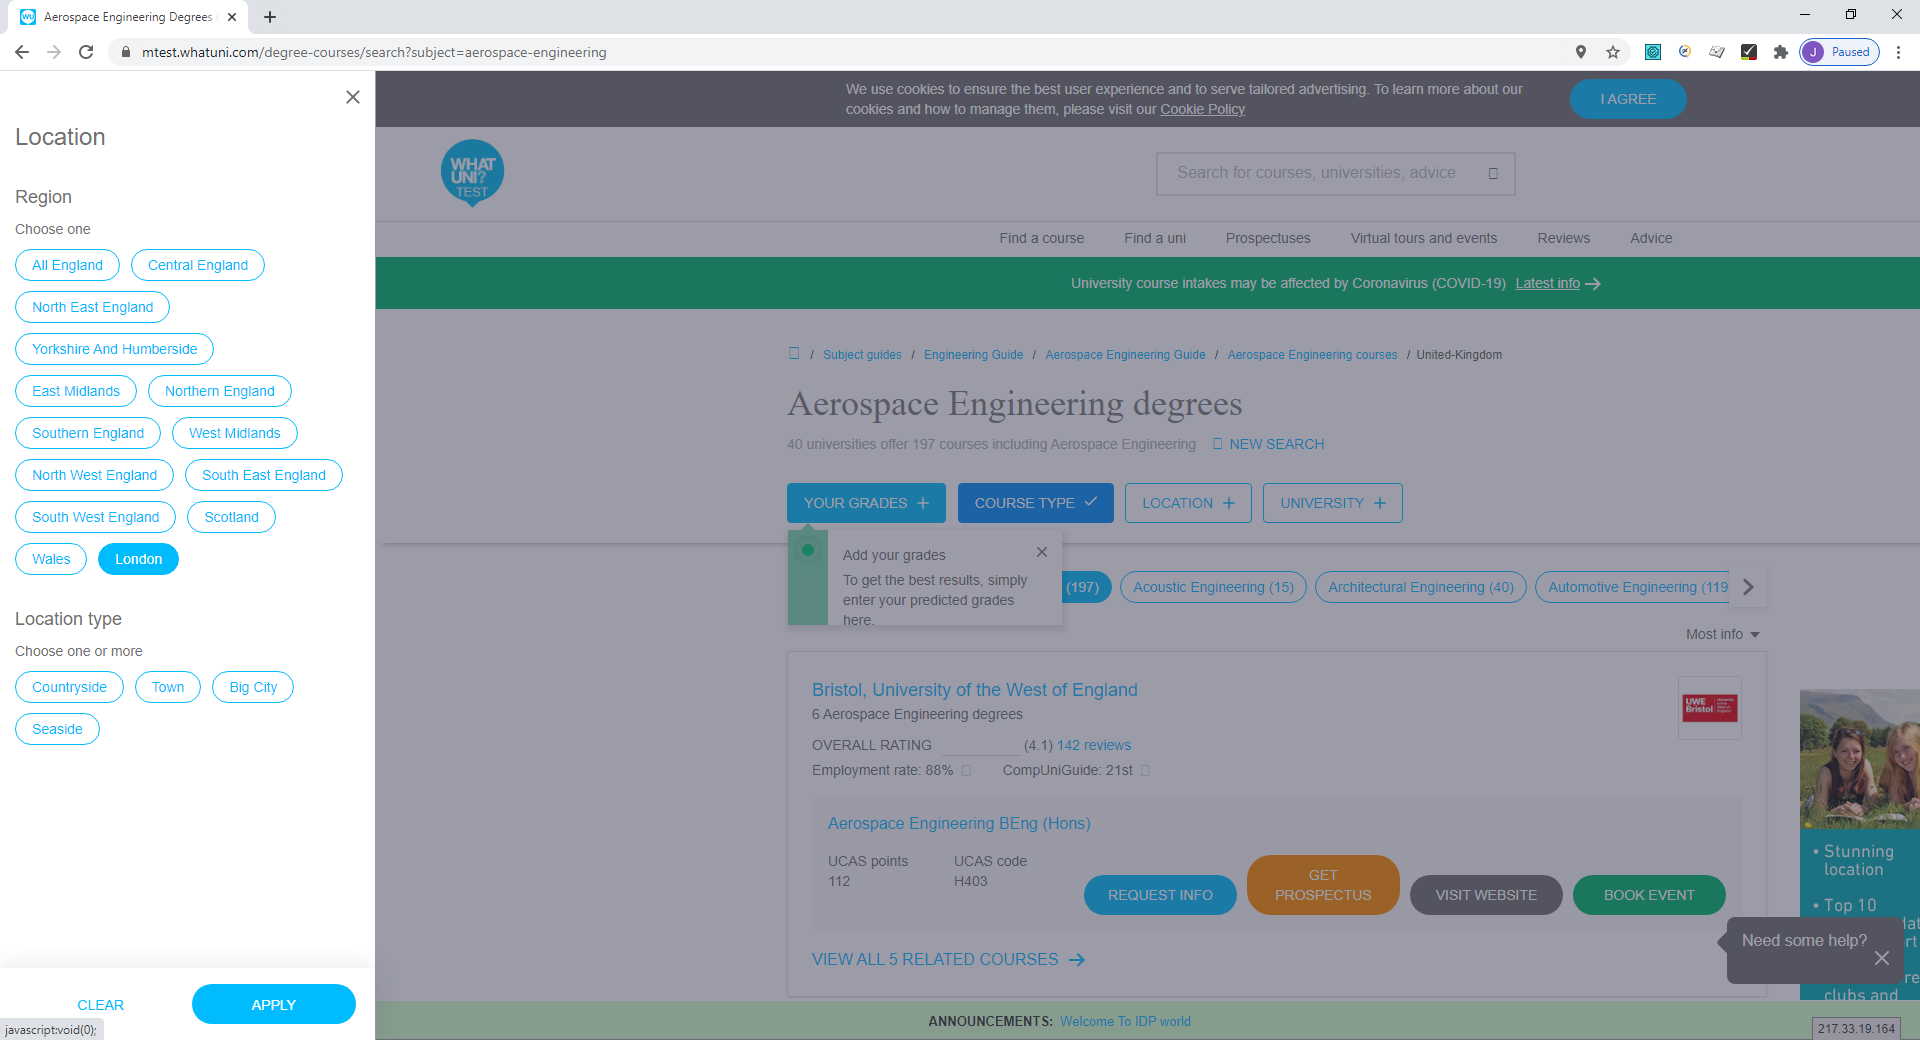 Aerospace Engineering Degrees
mtest.whatuni.com/degree-courses/search?subject=aerospace-engineering
J Paused
Location
Region
Choose one
All England
Central England
North East England
Yorkshire And Humberside
East Midlands
Northern England
Southern England
West Midlands
North West England
South East England
South West England
Scotland
Wales
London
Location type
Choose one or more
Countryside
Town
Big City
Seaside
CLEAR
APPLY
javascript:void(0);
We use cookies to ensure the best user experience and to serve tailored advertising. To learn more about our
cookies and how to manage them, please visit our Cookie Policy
I AGREE
WHAT
UNI?
TEST
Search for courses, universities, advice
Find a course
Find a uni
Prospectuses
Virtual tours and events
Reviews
Advice
University course intakes may be affected by Coronavirus (COVID-19) Latest info
/ Subject guides / Engineering Guide / Aerospace Engineering Guide / Aerospace Engineering courses / United-Kingdom
Aerospace Engineering degrees
40 universities offer 197 courses including Aerospace Engineering
NEW SEARCH
YOUR GRADES
COURSE TYPE
LOCATION
UNIVERSITY
Add your grades
To get the best results, simply
enter your predicted grades
here.
(197)
Acoustic Engineering (15)
Architectural Engineering (40)
Automotive Engineering (119
Most info
Bristol, University of the West of England
6 Aerospace Engineering degrees
OVERALL RATING (4.1) 142 reviews
Employment rate: 88%
CompUniGuide: 21st
UWE
Bristol
Aerospace Engineering BEng (Hons)
UCAS points
112
UCAS code
H403
REQUEST INFO
GET
PROSPECTUS
VISIT WEBSITE
BOOK EVENT
VIEW ALL 5 RELATED COURSES
• Stunning
location
• Top 10
clubs and
Need some help?
ANNOUNCEMENTS: Welcome To IDP world
217.33.19.164